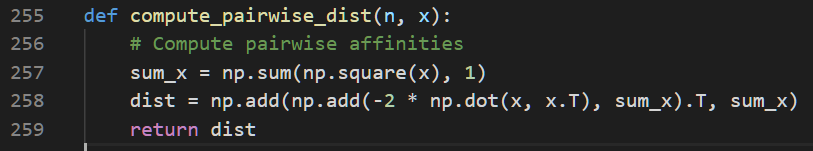 255 def compute_pairwise_dist(n, x):
256     # Compute pairwise affinities
257     sum_x = np.sum(np.square(x), 1)
258     dist = np.add(np.add(-2 * np.dot(x, x.T), sum_x).T, sum_x)
259     return dist